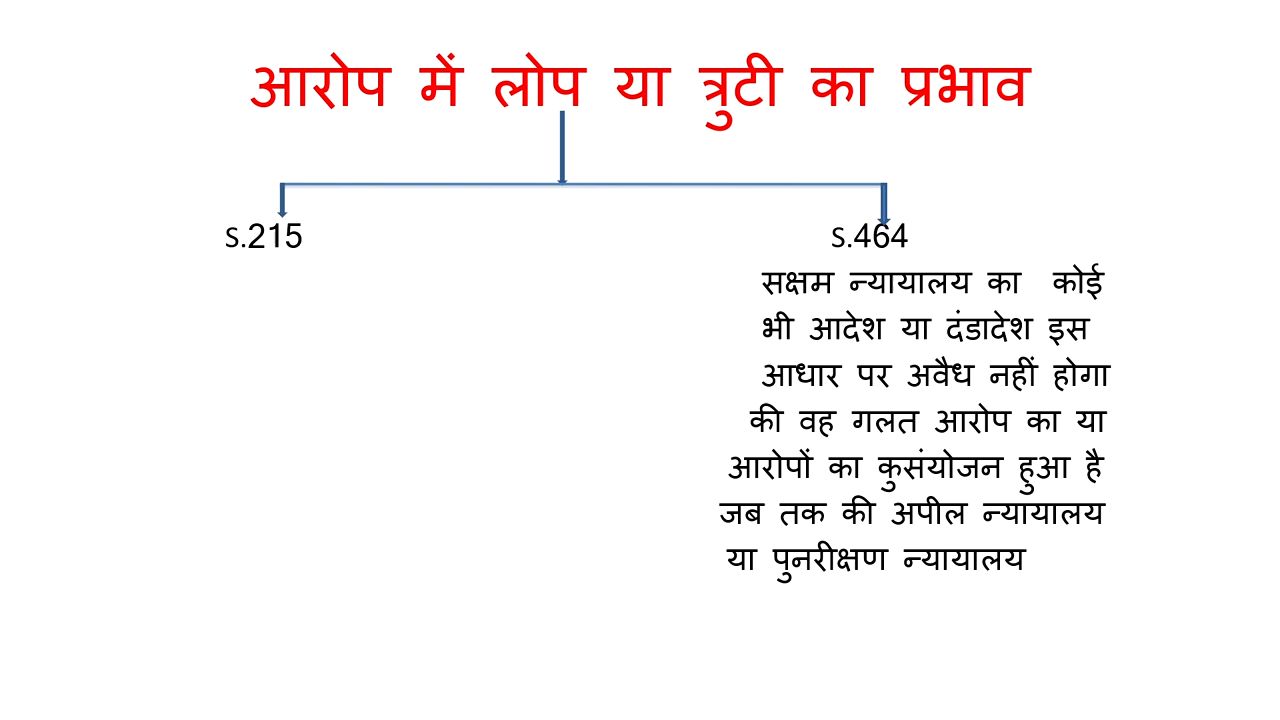 आरोप में लोप या त्रुटी का प्रभाव
S.215
S.464
सक्षम न्यायालय का कोई
भी आदेश या दंडादेश इस
आधार पर अवैध नहीं होगा
की वह गलत आरोप का या
आरोपों का कुसंयोजन हुआ है
जब तक की अपील न्यायालय
या पुनरीक्षण न्यायालय